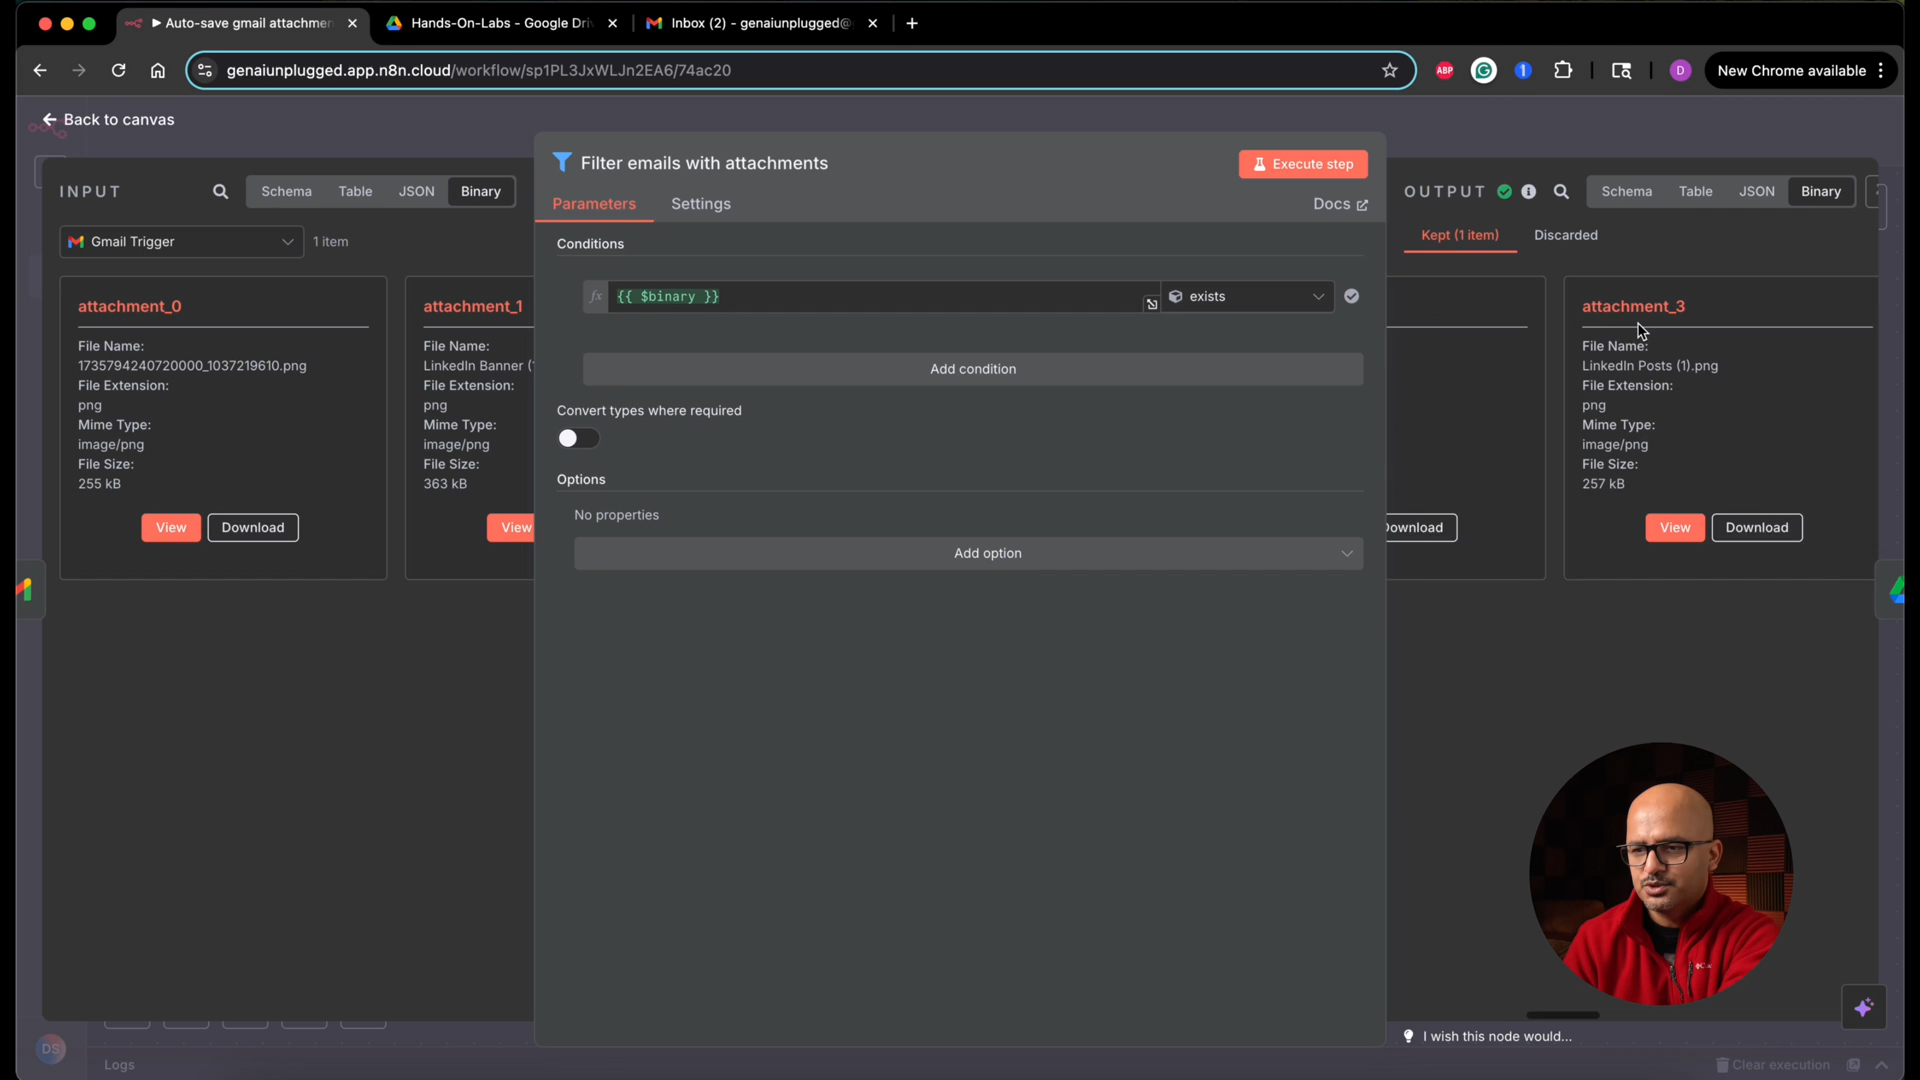 Auto-save gmail attachmen
Hands-On-Labs - Google Dri
Inbox (2) - genaiunplugged@
genaiunplugged.app.n8n.cloud/workflow/sp1PL3JxWLJn2EA6/74ac20
ABP
1
D
New Chrome available
Back to canvas
INPUT
Schema
Table
JSON
Binary
Gmail Trigger
1 item
attachment_0
File Name:
1735794240720000_1037219610.png
File Extension:
png
Mime Type:
image/png
File Size:
255 kB
View
Download
attachment_1
File Name:
LinkedIn Banner (
File Extension:
png
Mime Type:
image/png
File Size:
363 kB
View
Filter emails with attachments
Execute step
Parameters
Settings
Docs
Conditions
fx
{{ $binary }}
exists
Add condition
Convert types where required
Options
No properties
Add option
OUTPUT
Schema
Table
JSON
Binary
Kept (1 item)
Discarded
Download
attachment_3
File Name:
LinkedIn Posts (1).png
File Extension:
png
Mime Type:
image/png
File Size:
257 kB
View
Download
I wish this node would...
DS
Logs
Clear execution